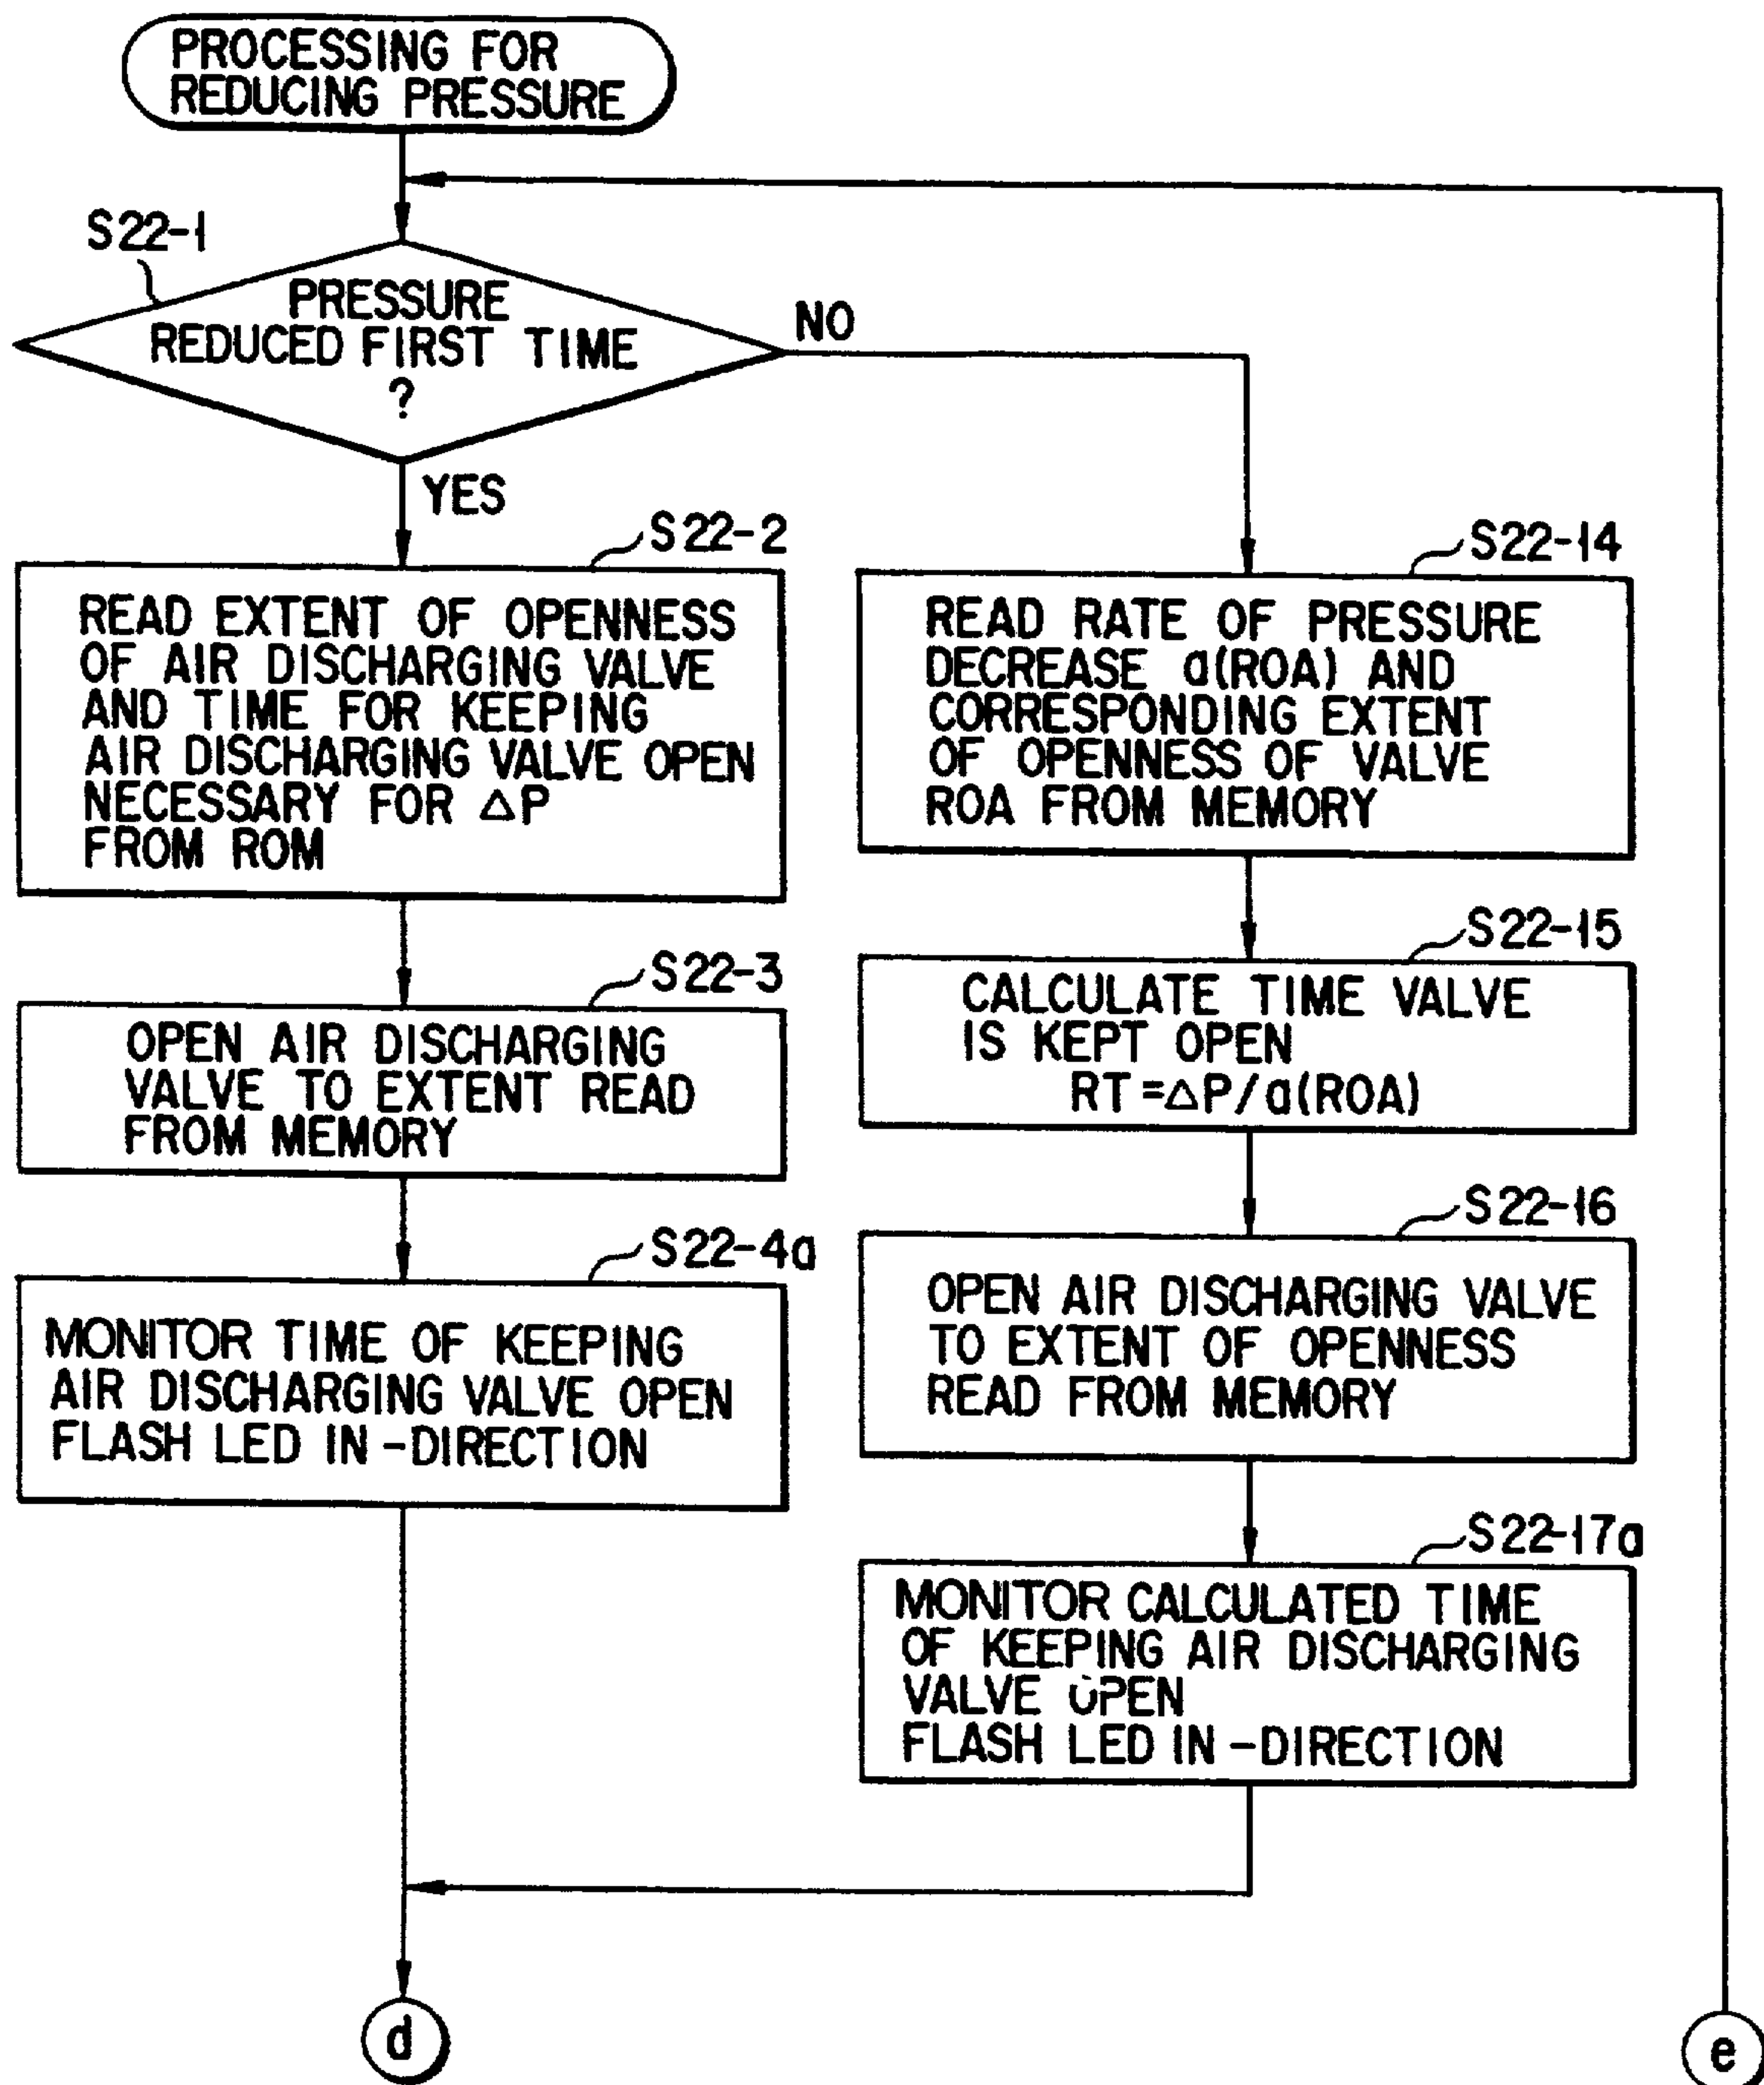 PROCESSING FOR
REDUCING PRESSURE
S22-1
PRESSURE
REDUCED FIRST TIME
?
NO
YES
S22-2
READ EXTENT OF OPENNESS
OF AIR DISCHARGING VALVE
AND TIME FOR KEEPING
AIR DISCHARGING VALVE OPEN
NECESSARY FOR △P
FROM ROM
S22-3
OPEN AIR DISCHARGING
VALVE TO EXTENT READ
FROM MEMORY
S22-4a
MONITOR TIME OF KEEPING
AIR DISCHARGING VALVE OPEN
FLASH LED IN -DIRECTION
S22-14
READ RATE OF PRESSURE
DECREASE a(ROA) AND
CORRESPONDING EXTENT
OF OPENNESS OF VALVE
ROA FROM MEMORY
S22-15
CALCULATE TIME VALVE
IS KEPT OPEN
RT=△P/a(ROA)
S22-16
OPEN AIR DISCHARGING VALVE
TO EXTENT OF OPENNESS
READ FROM MEMORY
S22-17a
MONITOR CALCULATED TIME
OF KEEPING AIR DISCHARGING
VALVE OPEN
FLASH LED IN -DIRECTION
d
e